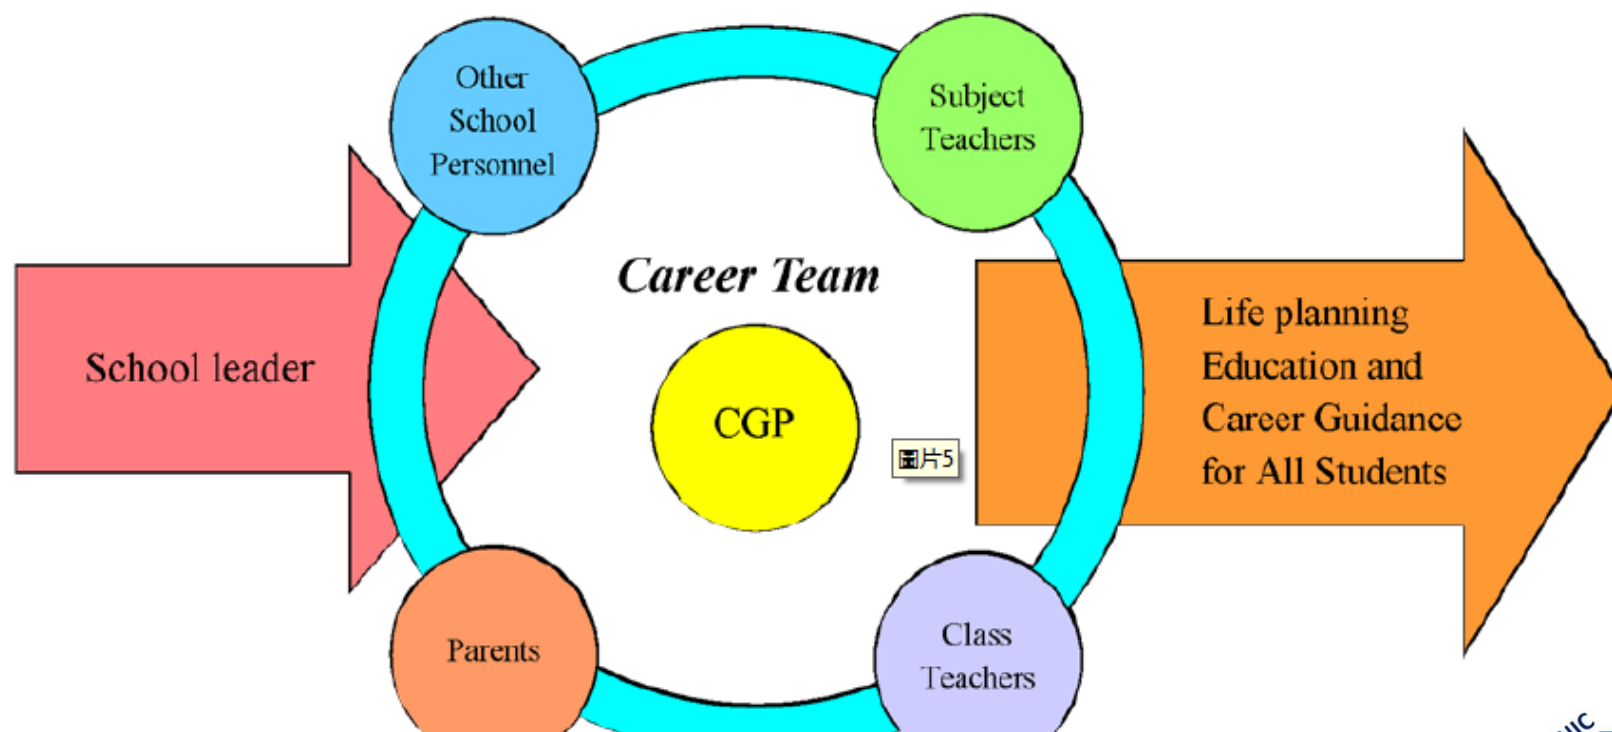 Other
School
Personnel
Subject
Teachers
Career Team
School leader
CGP
圖片5
Life planning
Education and
Career Guidance
for All Students
Parents
Class
Teachers